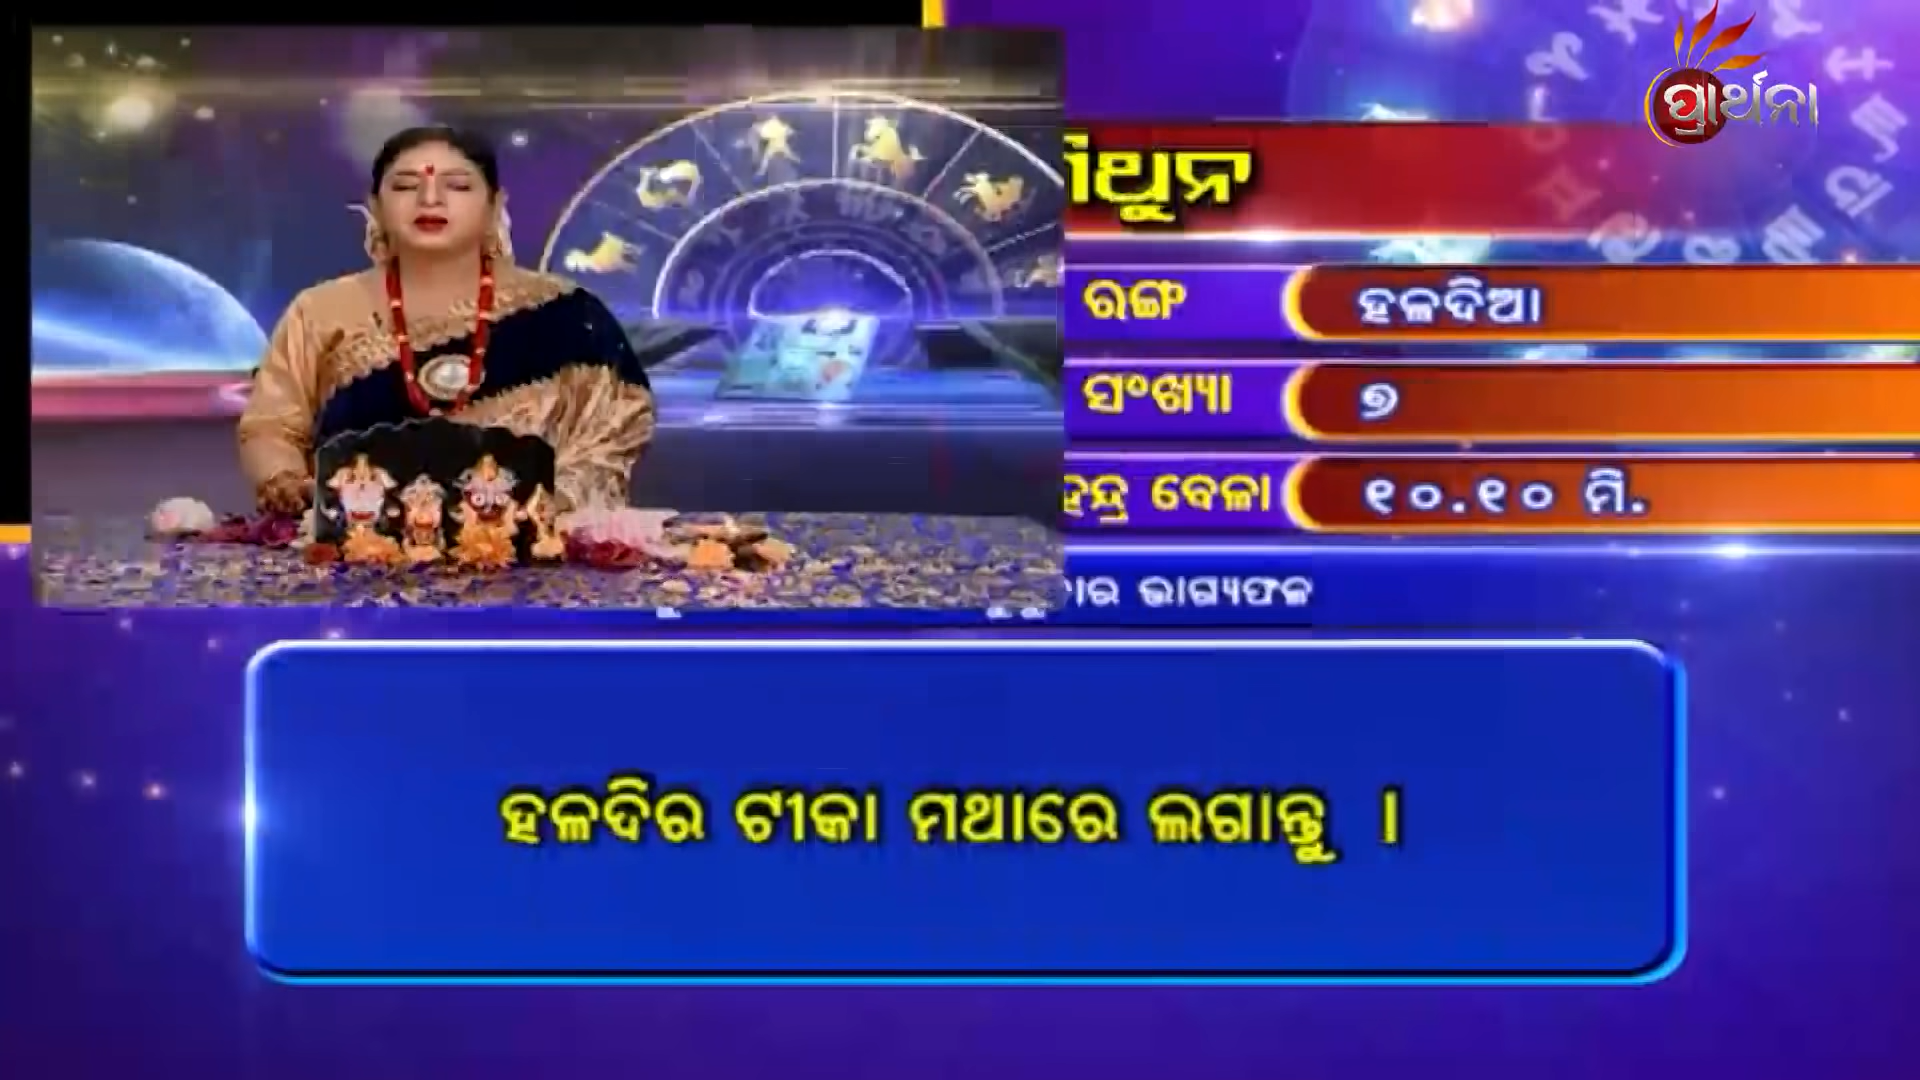 ପ୍ରାର୍ଥନା
ମିଥୁନ
ରଙ୍ଗ ହଳଦିଆ
ସଂଖ୍ୟା ୭
ବେଳା ୧୦.୧୦ ମି.
ଭାଗ୍ୟଫଳ
ହଳଦିର ଟୀକା ମଥାରେ ଲଗାନ୍ତୁ ।